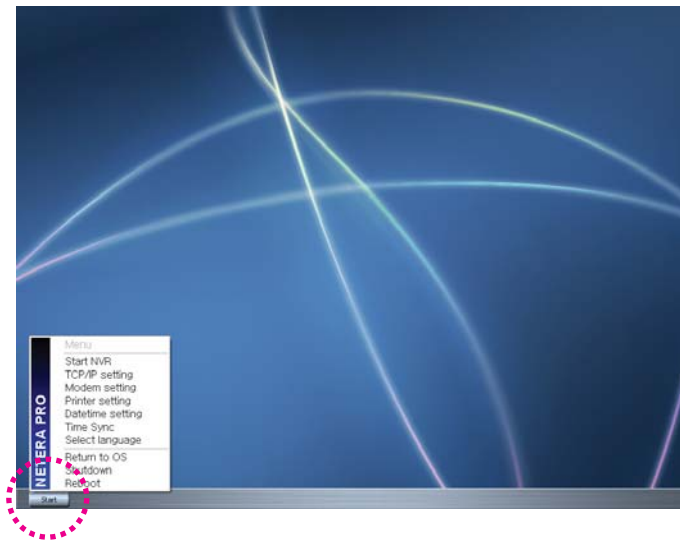 NETERA PRO
Menu
Start NVR
TCP/IP setting
Modem setting
Printer setting
Datetime setting
Time Sync
Select language
Return to OS
Shutdown
Reboot
Start